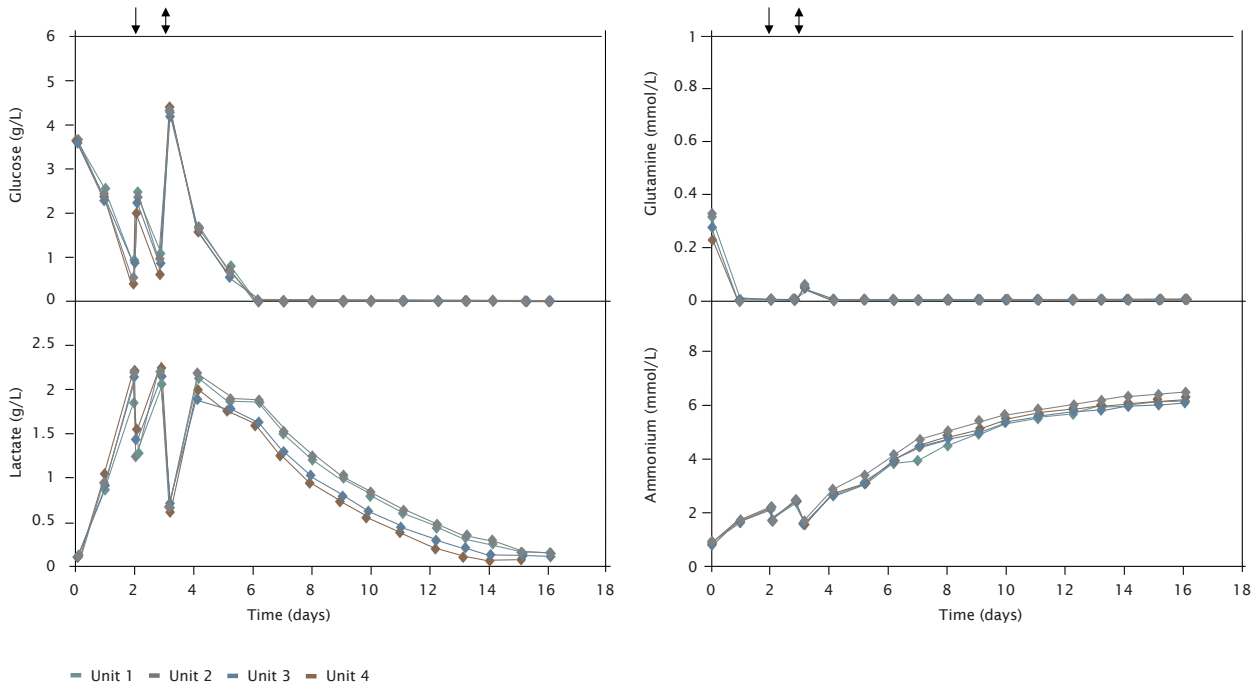 Glucose (g/L)
6
5
4
3
2
1
0
Lactate (g/L)
2.5
2
1.5
1
0.5
0
0 2 4 6 8 10 12 14 16 18
Time (days)
Glutamine (mmol/L)
1
0.8
0.6
0.4
0.2
0
Ammonium (mmol/L)
8
6
4
2
0
0 2 4 6 8 10 12 14 16 18
Time (days)
Unit 1 Unit 2 Unit 3 Unit 4